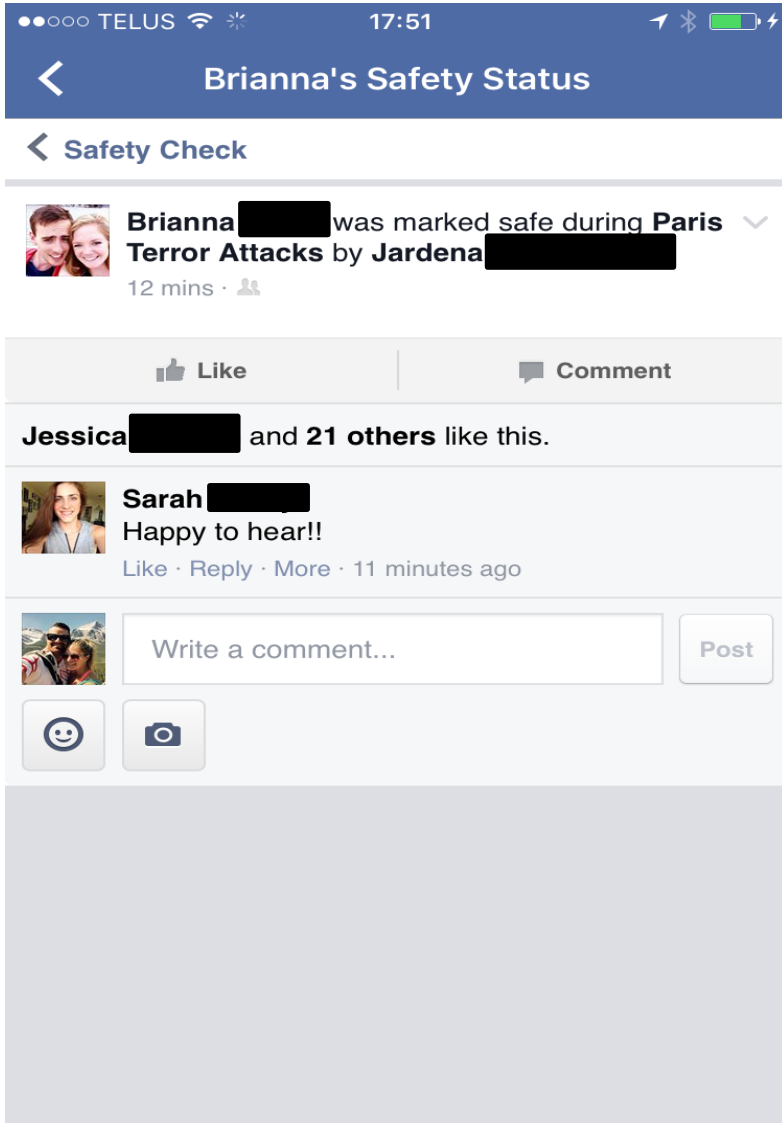 TELUS 17:51
Brianna's Safety Status
Safety Check
Brianna was marked safe during Paris
Terror Attacks by Jardena
12 mins ·
Like Comment
Jessica and 21 others like this.
Sarah
Happy to hear!!
Like · Reply · More · 11 minutes ago
Write a comment... Post